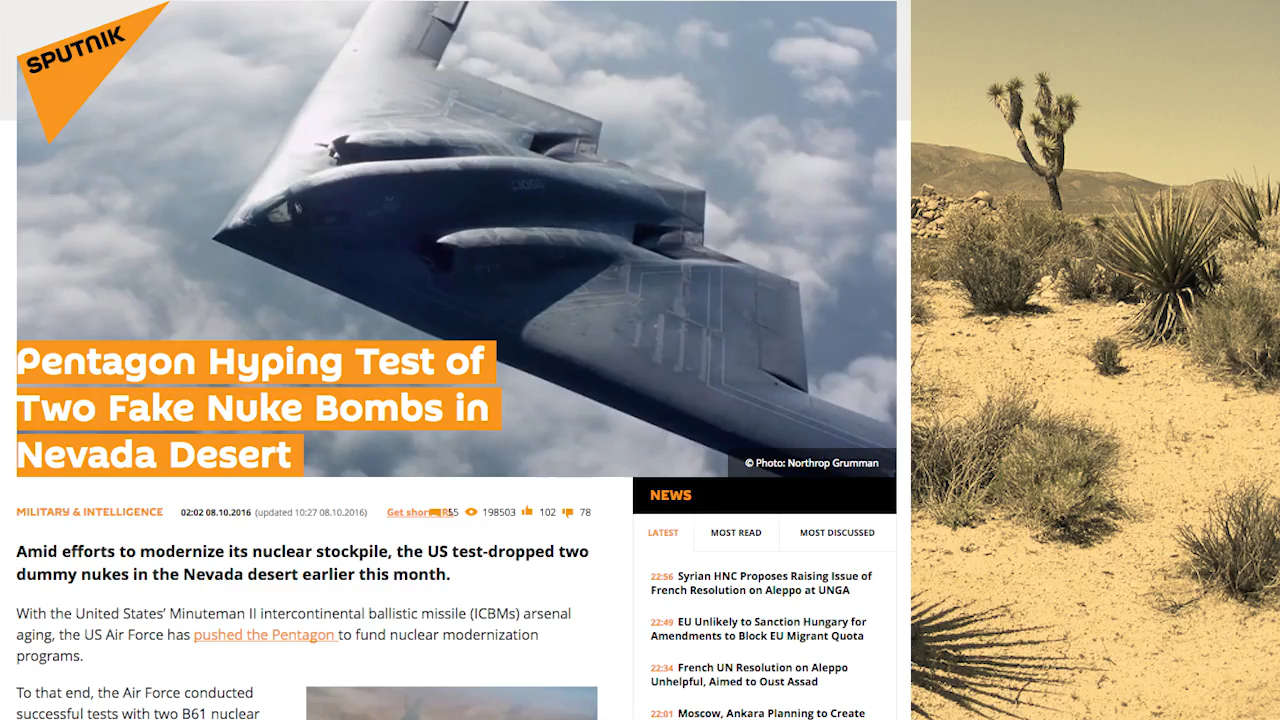 SPUTNIK
Pentagon Hyping Test of
Two Fake Nuke Bombs in
Nevada Desert
© Photo: Northrop Grumman
MILITARY & INTELLIGENCE 02:02 08.10.2016 (updated 10:27 08.10.2016) Get short 55 198503 102 78
Amid efforts to modernize its nuclear stockpile, the US test-dropped two
dummy nukes in the Nevada desert earlier this month.
With the United States’ Minuteman II intercontinental ballistic missile (ICBMs) arsenal
aging, the US Air Force has pushed the Pentagon to fund nuclear modernization
programs.
To that end, the Air Force conducted
successful tests with two B61 nuclear
NEWS
LATEST MOST READ MOST DISCUSSED
22:56 Syrian HNC Proposes Raising Issue of
French Resolution on Aleppo at UNGA
22:49 EU Unlikely to Sanction Hungary for
Amendments to Block EU Migrant Quota
22:34 French UN Resolution on Aleppo
Unhelpful, Aimed to Oust Assad
22:01 Moscow, Ankara Planning to Create